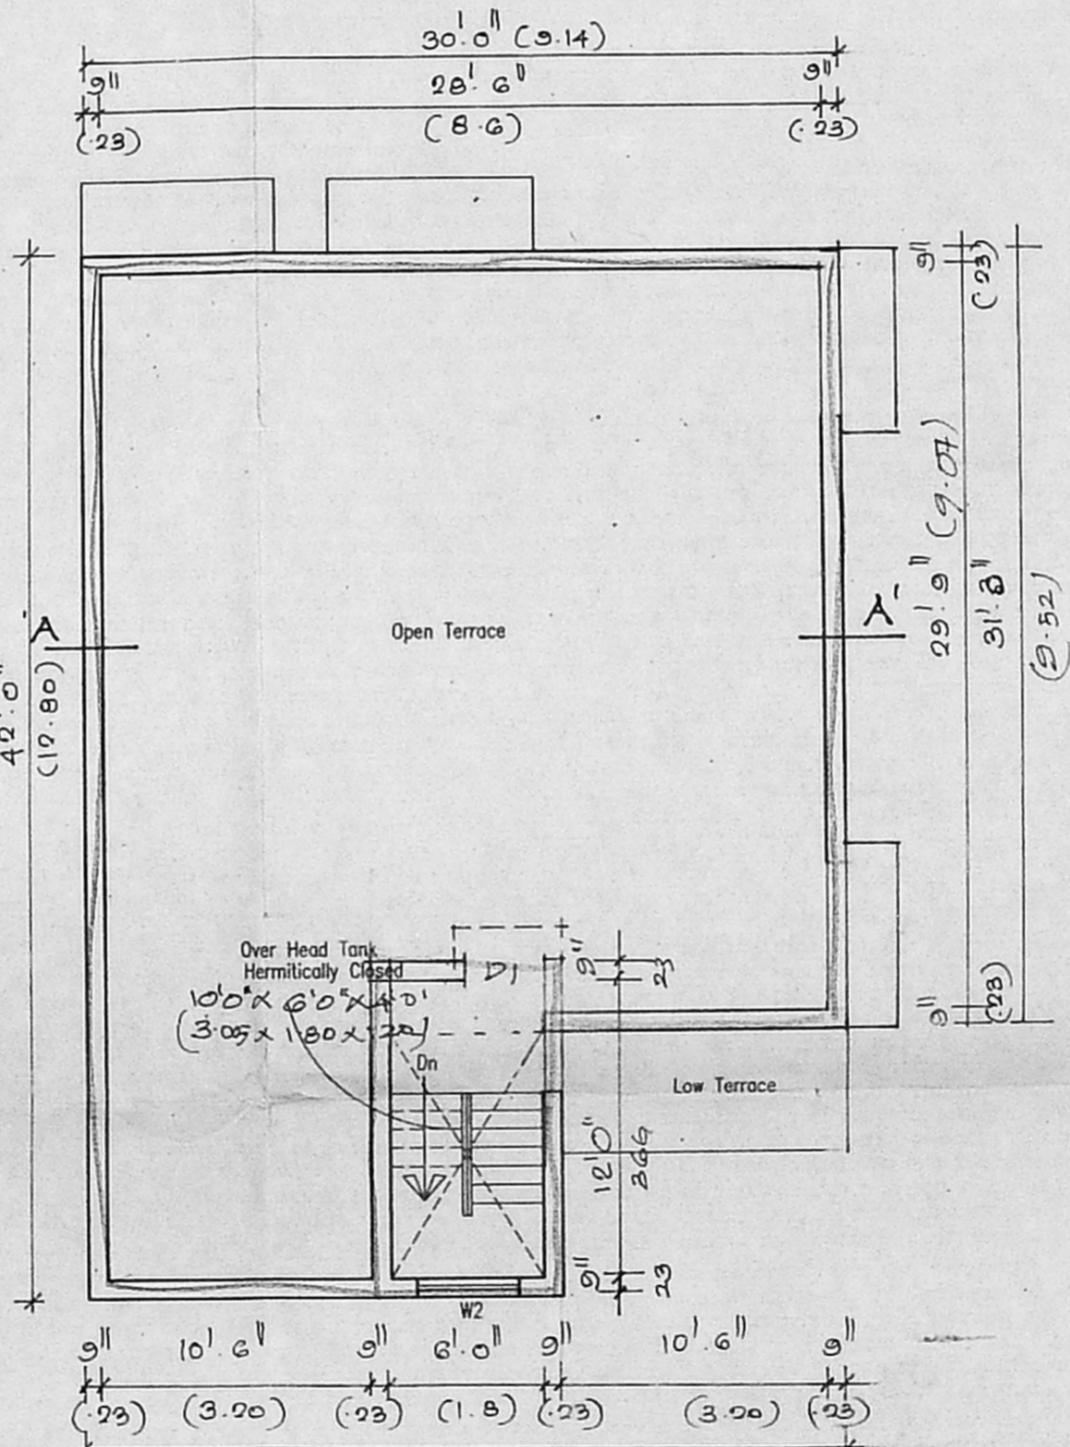 30'.0" (9.14)
9" 28'.6" 9"
(.23) (8.6) (.23)
9"
(.23)
29'.9" (9.07)
31'.3"
(9.52)
A
A'
42'.0"
(12.80)
Open Terrace
Over Head Tank
Hermitically Closed
10'0"x 6'0"x4'0'
(3.05x 1.80x 1.20)
D1
9"
23
9"
(.23)
Dn
Low Terrace
12'0"
366
9"
23
W2
9" 10'.6" 9" 6'.0" 9" 10'.6" 9"
(.23) (3.20) (.23) (1.8) (.23) (3.20) (.23)